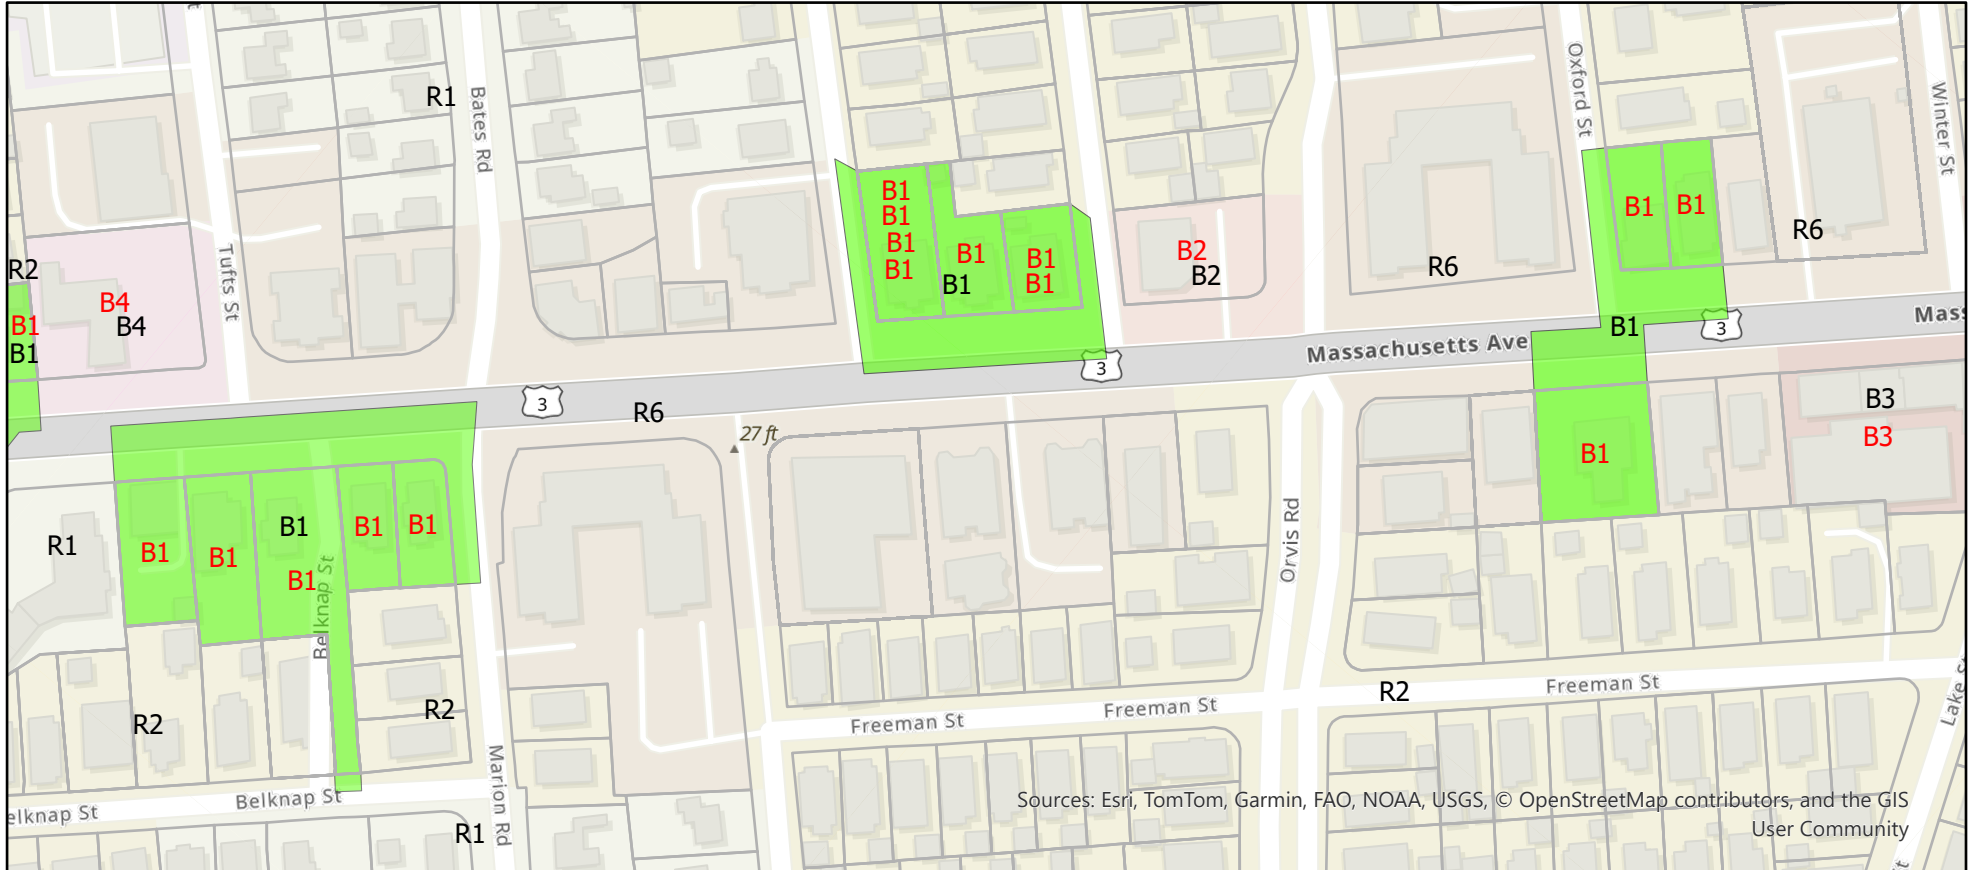 R1
Bates Rd
Oxford St
Winter St
B1
B1
B1
B1
B1
B1
B1
B1
B2
B2
B1
B1
R6
R6
R2
B4
B4
Tufts St
B1
B1
B1
3
3
3
Massachusetts Ave
Mass
R6
27 ft
B3
B3
B1
R1
B1
B1
B1
B1
B1
B1
Belknap St
Orvis Rd
R2
R2
R2
Freeman St
Freeman St
Freeman St
Lake St
Marion Rd
Belknap St
elknap St
R1
Sources: Esri, TomTom, Garmin, FAO, NOAA, USGS, © OpenStreetMap contributors, and the GIS
User Community